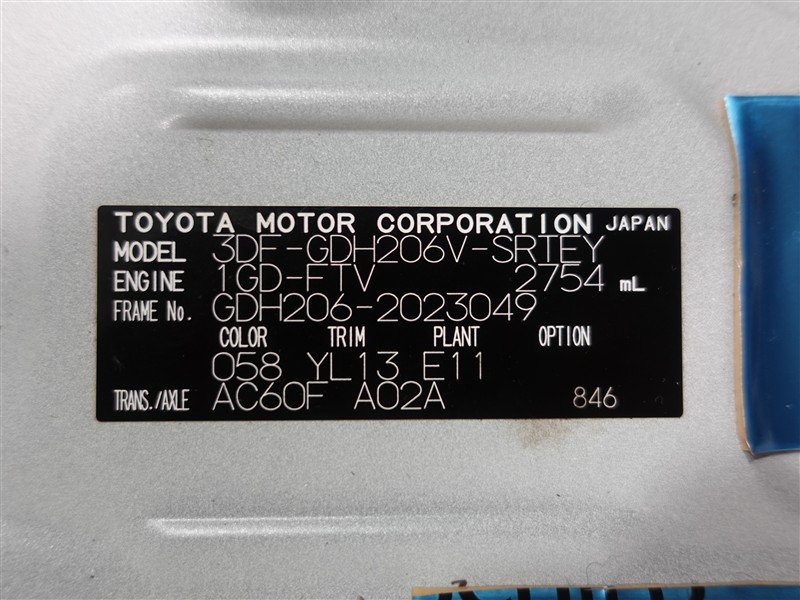 TOYOTA MOTOR CORPORATION JAPAN
MODEL 3DF-GDH206V-SRTEY
ENGINE 1GD-FTV 2754 mL
FRAME No. GDH206-2023049
COLOR TRIM PLANT OPTION
058 YL13 E11
TRANS./AXLE AC60F A02A 846